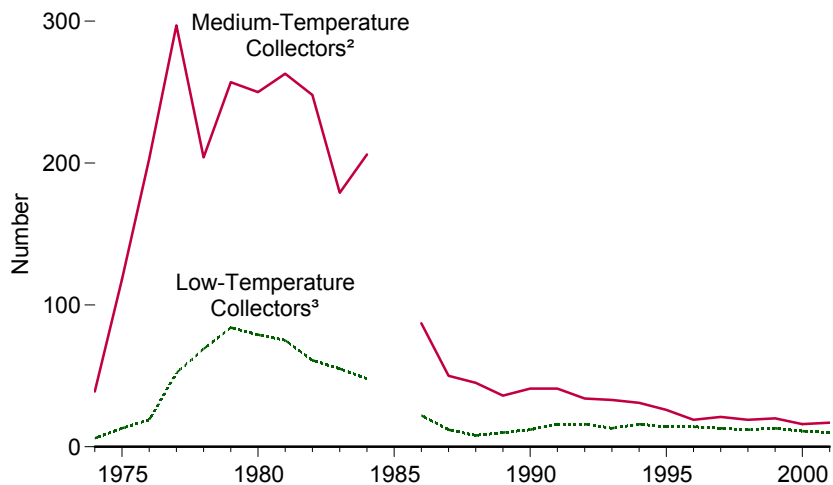 300
Medium-Temperature
Collectors²
200
Number
Low-Temperature
Collectors³
100
0
1975 1980 1985 1990 1995 2000